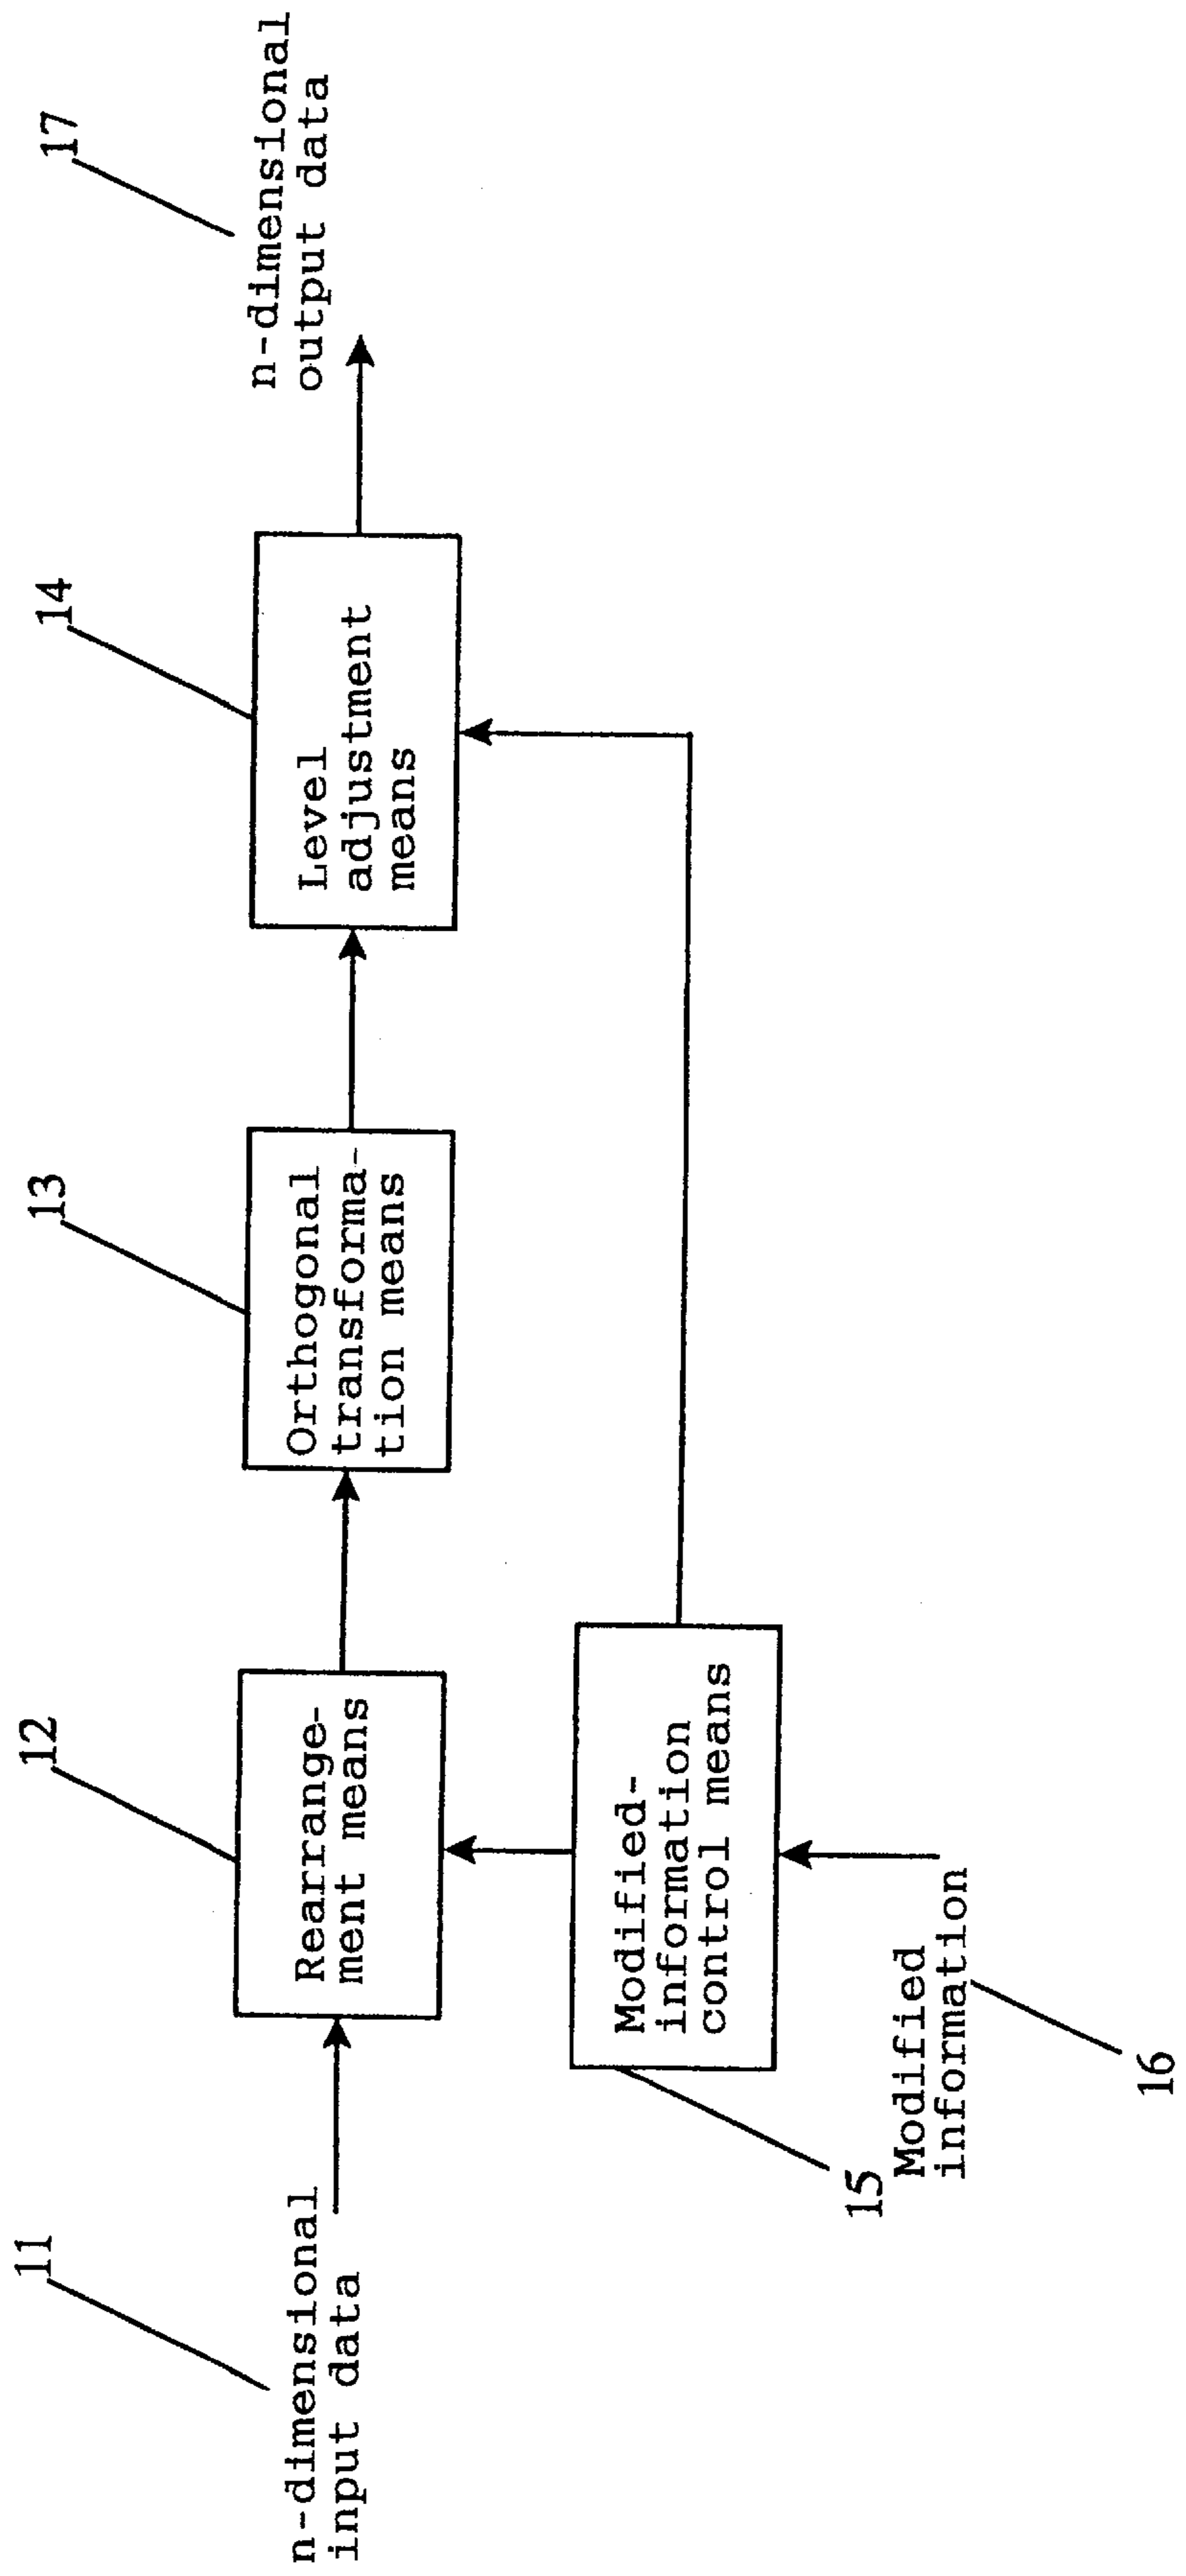 11
n-dimensional
input data
12
Rearrange-
ment means
13
Orthogonal
transforma-
tion means
14
Level
adjustment
means
17
n-dimensional
output data
15
Modified-
information
control means
Modified
information
16